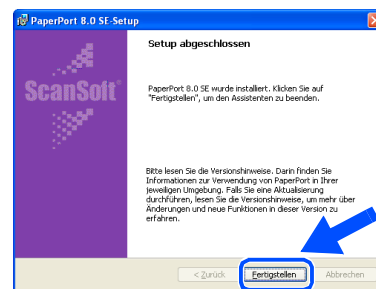 PaperPort 8.0 SE-Setup
Setup abgeschlossen
ScanSoft®
PaperPort 8.0 SE wurde installiert. Klicken Sie auf
"Fertigstellen", um den Assistenten zu beenden.
Bitte lesen Sie die Versionshinweise. Darin finden Sie
Informationen zur Verwendung von PaperPort in Ihrer
jeweiligen Umgebung. Falls Sie eine Aktualisierung
durchführen, lesen Sie die Versionshinweise, um mehr über
Änderungen und neue Funktionen in dieser Version zu
erfahren.
< Zurück Fertigstellen Abbrechen